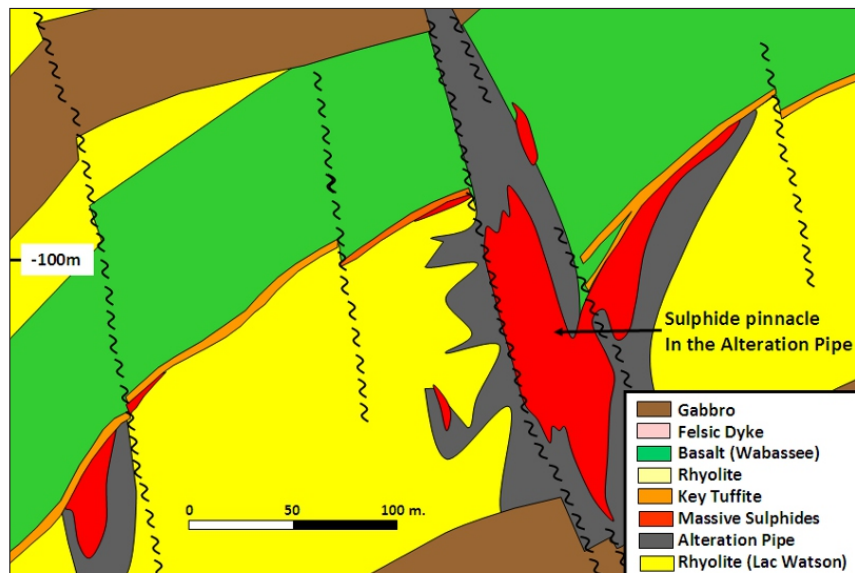 -100m
Sulphide pinnacle
In the Alteration Pipe
0 50 100 m.
Gabbro
Felsic Dyke
Basalt (Wabassee)
Rhyolite
Key Tuffite
Massive Sulphides
Alteration Pipe
Rhyolite (Lac Watson)